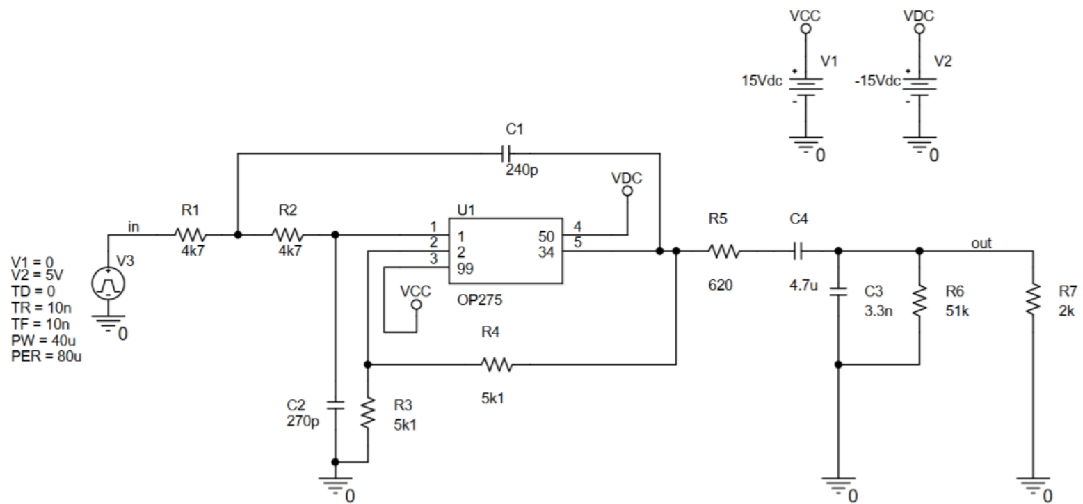 VCC
VDC
V1
V2
15Vdc
-15Vdc
+
+
-
-
0
0
C1
240p
VDC
U1
R1
R2
in
4k7
4k7
1
2
3
1
2
99
50
34
4
5
OP275
VCC
R5
C4
620
4.7u
out
V3
+
-
0
V1 = 0
V2 = 5V
TD = 0
TR = 10n
TF = 10n
PW = 40u
PER = 80u
C3
3.3n
R6
51k
R7
2k
R4
5k1
C2
270p
R3
5k1
0
0
0